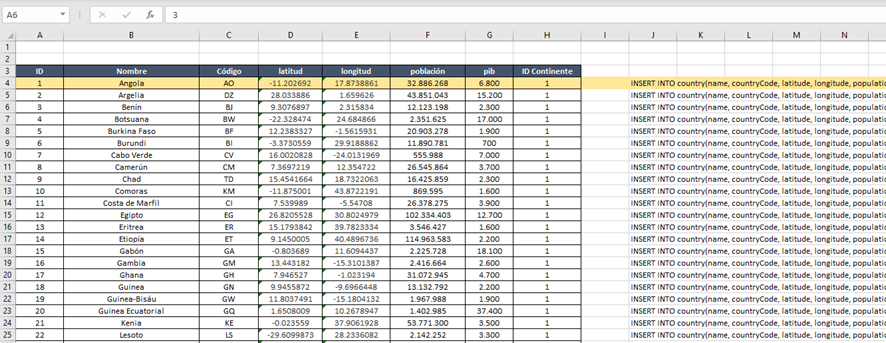 A6 3
A B C D E F G H I J K L M N
1
2
3 ID Nombre Código latitud longitud población pib ID Continente
4 1 Angola AO -11.202692 17.8738861 32.886.268 6.800 1 INSERT INTO country(name, countryCode, latitude, longitude, populatio
5 2 Argelia DZ 28.033886 1.659626 43.851.043 15.200 1 INSERT INTO country(name, countryCode, latitude, longitude, populatio
6 3 Benín BJ 9.3076897 2.315834 12.123.198 2.300 1 INSERT INTO country(name, countryCode, latitude, longitude, populatio
7 4 Botsuana BW -22.328474 24.684866 2.351.625 17.000 1 INSERT INTO country(name, countryCode, latitude, longitude, populatio
8 5 Burkina Faso BF 12.2383327 -1.5615931 20.903.278 1.900 1 INSERT INTO country(name, countryCode, latitude, longitude, populatio
9 6 Burundi BI -3.3730559 29.9188862 11.890.781 700 1 INSERT INTO country(name, countryCode, latitude, longitude, populatio
10 7 Cabo Verde CV 16.0020828 -24.0131969 555.988 7.000 1 INSERT INTO country(name, countryCode, latitude, longitude, populatio
11 8 Camerún CM 7.3697219 12.354722 26.545.864 3.700 1 INSERT INTO country(name, countryCode, latitude, longitude, populatio
12 9 Chad TD 15.4541664 18.7322063 16.425.859 2.300 1 INSERT INTO country(name, countryCode, latitude, longitude, populatio
13 10 Comoras KM -11.875001 43.8722191 869.595 1.600 1 INSERT INTO country(name, countryCode, latitude, longitude, populatio
14 11 Costa de Marfil CI 7.539989 -5.54708 26.378.275 3.900 1 INSERT INTO country(name, countryCode, latitude, longitude, populatio
15 12 Egipto EG 26.8205528 30.8024979 102.334.403 12.700 1 INSERT INTO country(name, countryCode, latitude, longitude, populatio
16 13 Eritrea ER 15.1793842 39.7823334 3.546.427 1.600 1 INSERT INTO country(name, countryCode, latitude, longitude, populatio
17 14 Etiopía ET 9.1450005 40.4896736 114.963.583 2.200 1 INSERT INTO country(name, countryCode, latitude, longitude, populatio
18 15 Gabón GA -0.803689 11.6094437 2.225.728 18.100 1 INSERT INTO country(name, countryCode, latitude, longitude, populatio
19 16 Gambia GM 13.443182 -15.3101387 2.416.664 2.600 1 INSERT INTO country(name, countryCode, latitude, longitude, populatio
20 17 Ghana GH 7.946527 -1.023194 31.072.945 4.700 1 INSERT INTO country(name, countryCode, latitude, longitude, populatio
21 18 Guinea GN 9.9455872 -9.6966448 13.132.792 2.200 1 INSERT INTO country(name, countryCode, latitude, longitude, populatio
22 19 Guinea-Bisáu GW 11.8037491 -15.1804132 1.967.988 1.900 1 INSERT INTO country(name, countryCode, latitude, longitude, populatio
23 20 Guinea Ecuatorial GQ 1.6508009 10.2678947 1.402.985 37.400 1 INSERT INTO country(name, countryCode, latitude, longitude, populatio
24 21 Kenia KE -0.023559 37.9061928 53.771.300 3.500 1 INSERT INTO country(name, countryCode, latitude, longitude, populatio
25 22 Lesoto LS -29.6099873 28.2336082 2.142.252 3.300 1 INSERT INTO country(name, countryCode, latitude, longitude, populatio